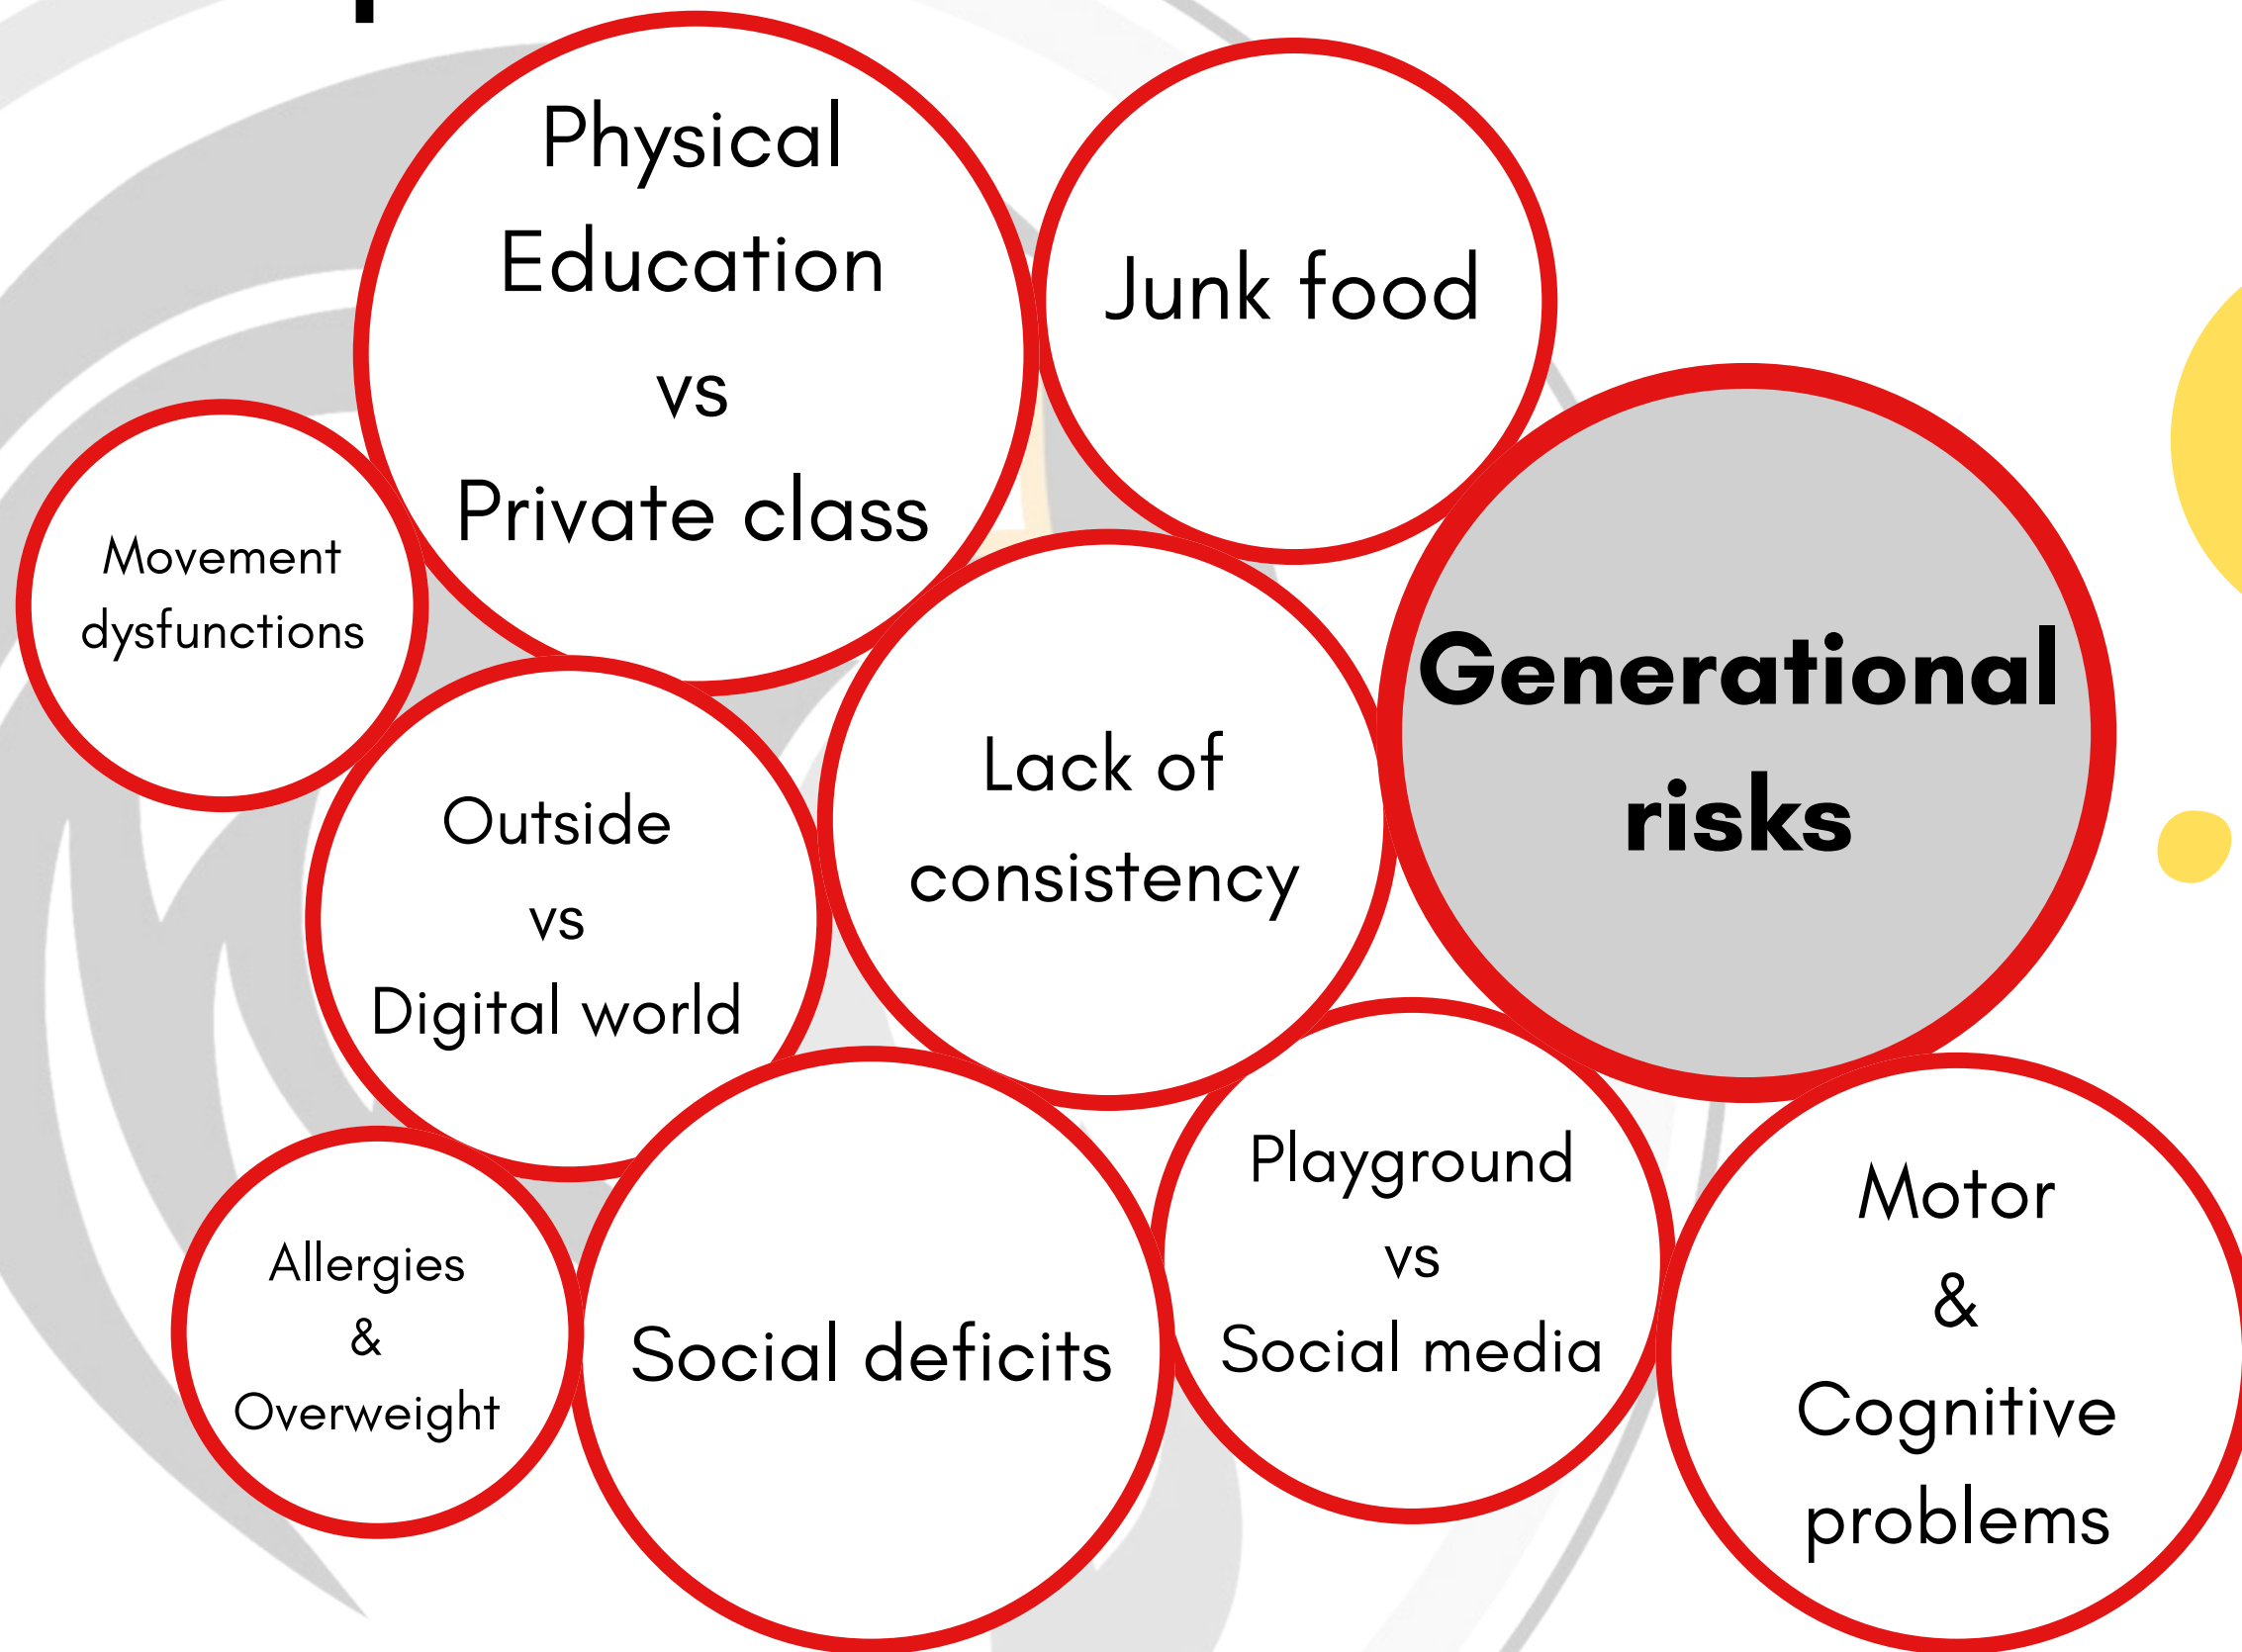 Physical
Education
vs
Private class
Junk food
Movement
dysfunctions
Generational
risks
Lack of
consistency
Outside
vs
Digital world
Playground
vs
Social media
Motor
&
Cognitive
problems
Allergies
&
Overweight
Social deficits